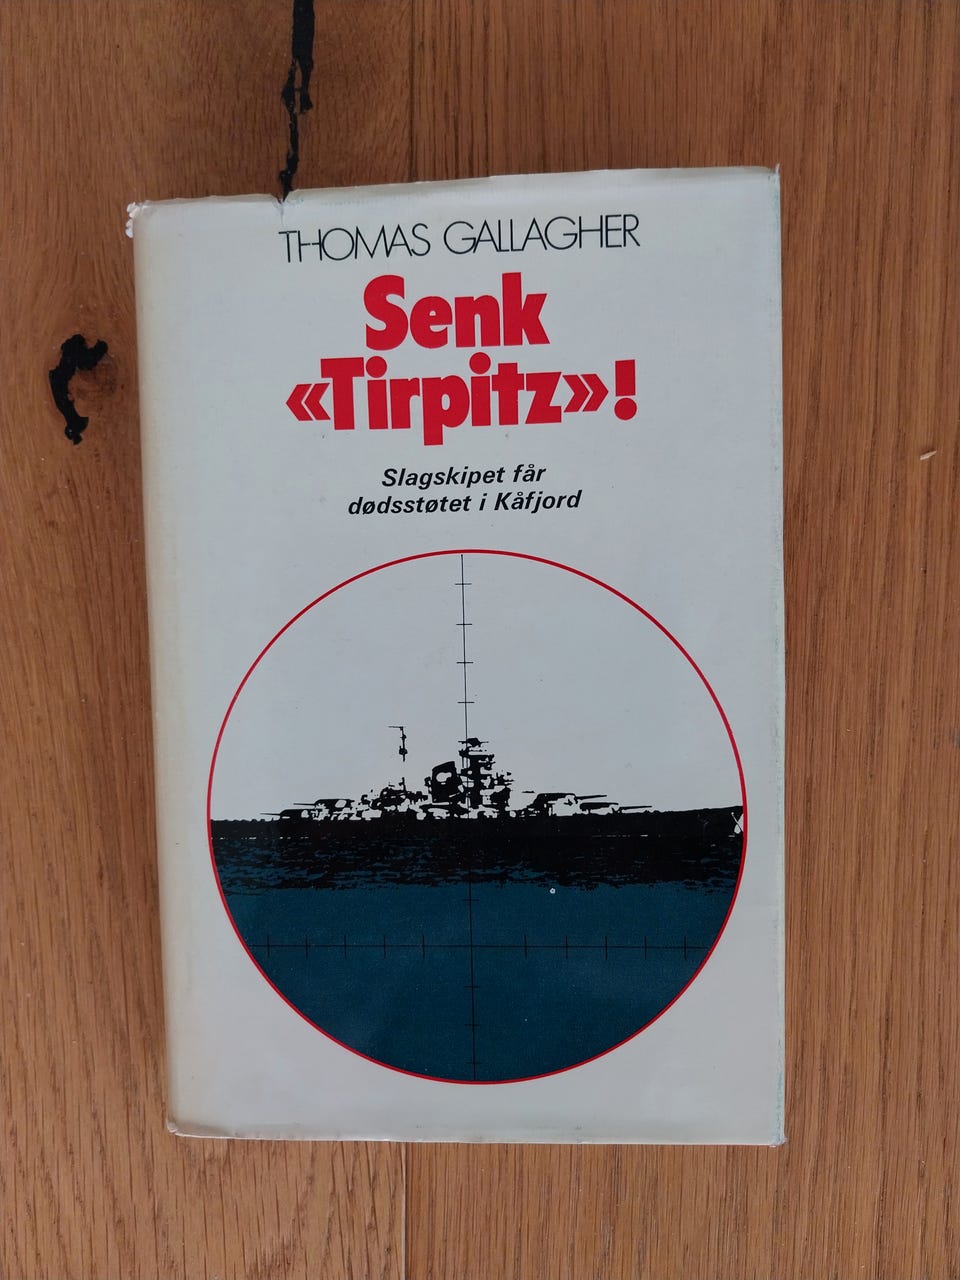 THOMAS GALLAGHER
Senk
«Tirpitz»!
Slagskipet får
dødsstøtet i Kåfjord